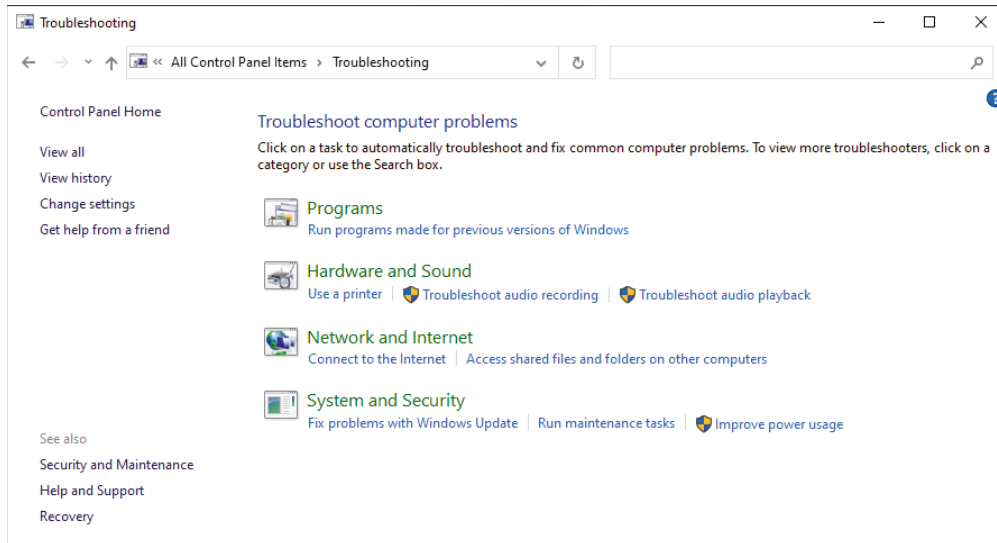 Troubleshooting
« All Control Panel Items > Troubleshooting
Control Panel Home
View all
View history
Change settings
Get help from a friend
See also
Security and Maintenance
Help and Support
Recovery
Troubleshoot computer problems
Click on a task to automatically troubleshoot and fix common computer problems. To view more troubleshooters, click on a
category or use the Search box.
Programs
Run programs made for previous versions of Windows
Hardware and Sound
Use a printer | Troubleshoot audio recording | Troubleshoot audio playback
Network and Internet
Connect to the Internet | Access shared files and folders on other computers
System and Security
Fix problems with Windows Update | Run maintenance tasks | Improve power usage